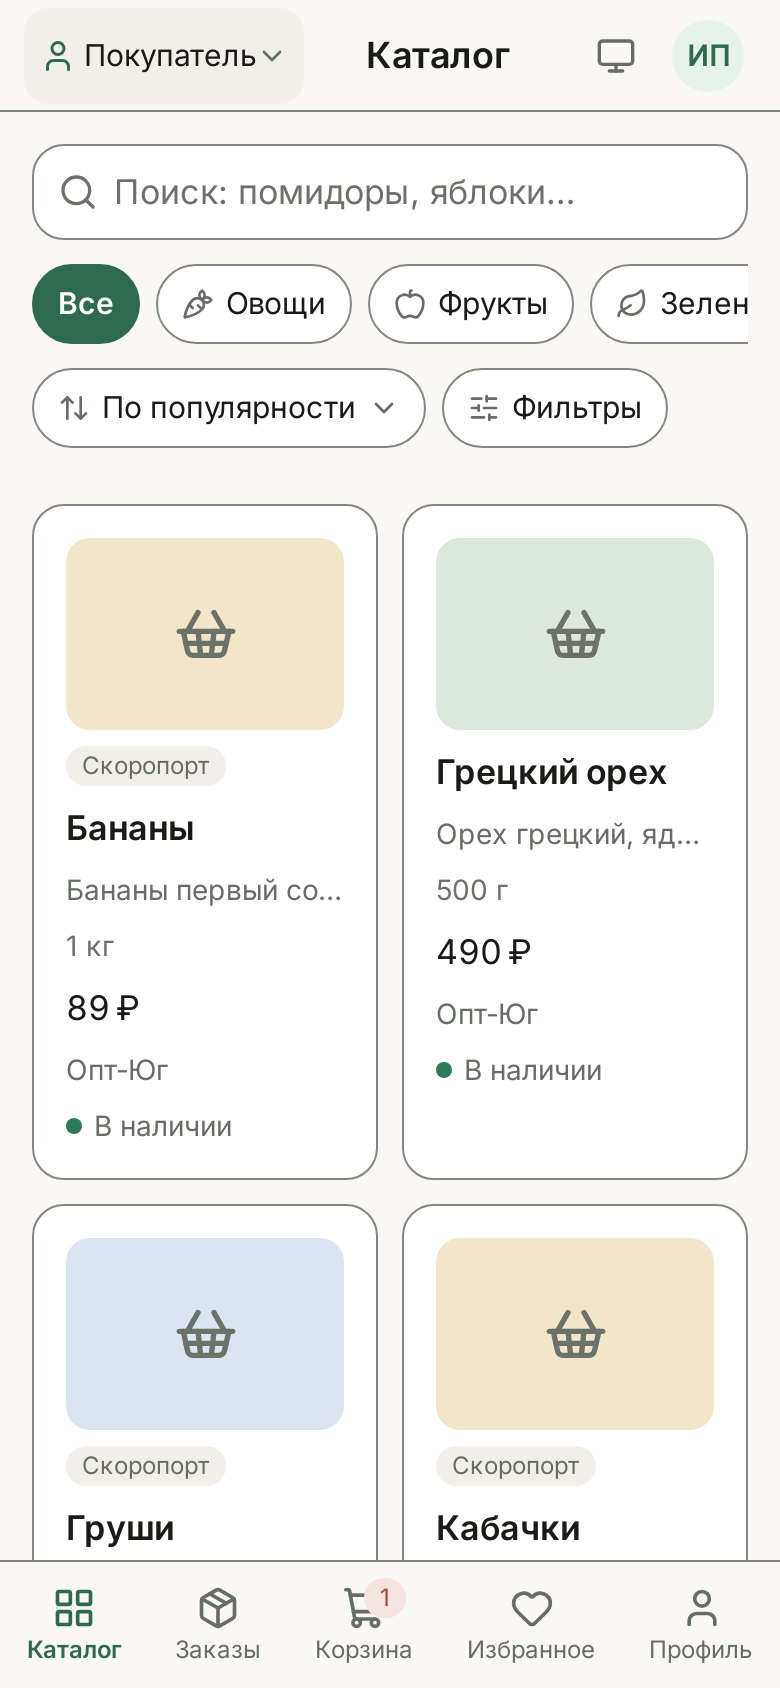 Покупатель
Каталог
ИП
Поиск: помидоры, яблоки...
Все
Овощи
Фрукты
Зелен
По популярности
Фильтры
Скоропорт
Бананы
Бананы первый со...
1 кг
89 ₽
Опт-Юг
В наличии
Грецкий орех
Орех грецкий, яд...
500 г
490 ₽
Опт-Юг
В наличии
Скоропорт
Груши
Скоропорт
Кабачки
Каталог
Заказы
1
Корзина
Избранное
Профиль